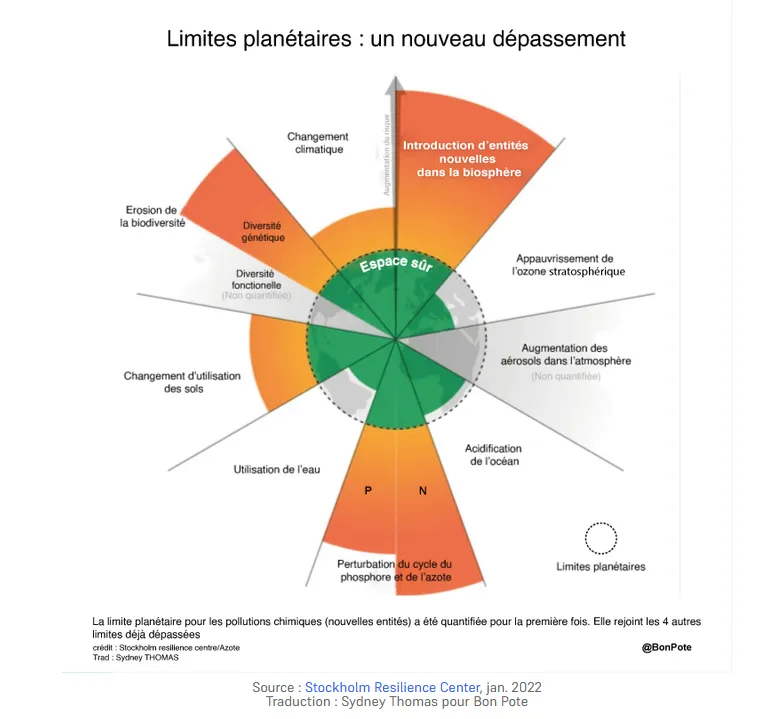 Limites planétaires : un nouveau dépassement
Augmentation du risque
Changement
climatique
Introduction d'entités
nouvelles
dans la biosphère
Erosion de
la biodiversité
Diversité
génétique
Diversité
fonctionelle
(Non quantifiée)
Espace sûr
Appauvrissement de
l'ozone stratosphérique
Augmentation des
aérosols dans l'atmosphère
(Non quantifiée)
Changement d'utilisation
des sols
Utilisation de l'eau
Acidification
de l'océan
P
N
Perturbation du cycle du
phosphore et de l'azote
Limites planétaires
La limite planétaire pour les pollutions chimiques (nouvelles entités) a été quantifiée pour la première fois. Elle rejoint les 4 autres
limites déjà dépassées
crédit : Stockholm resilience centre/Azote
Trad : Sydney THOMAS
@BonPote
Source : Stockholm Resilience Center, jan. 2022
Traduction : Sydney Thomas pour Bon Pote